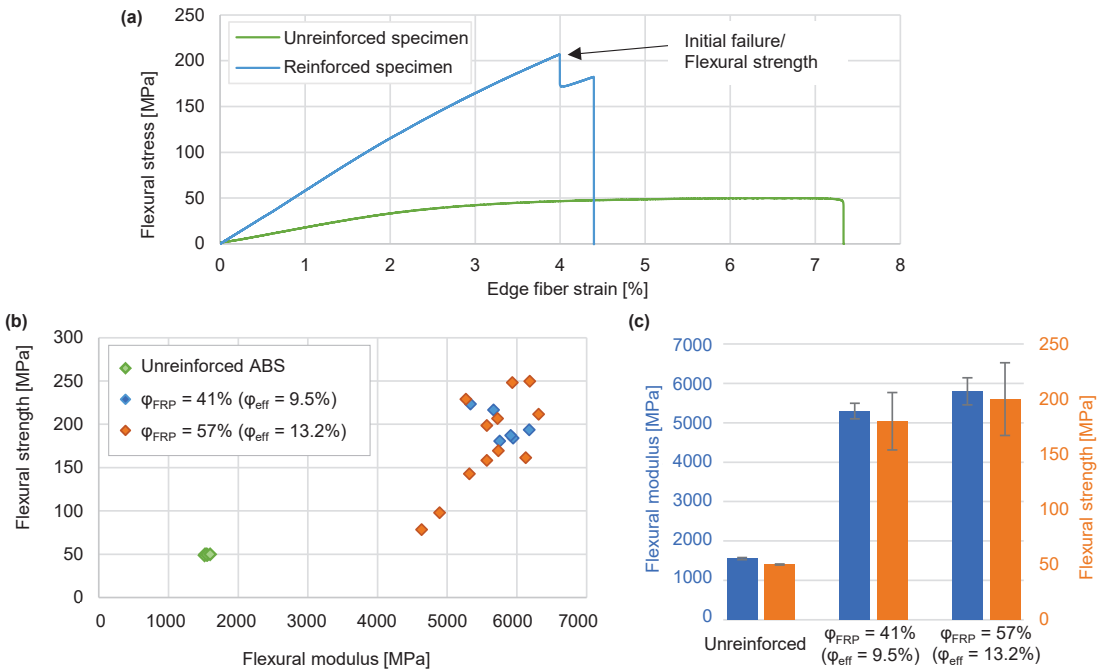 (a)
250
200
150
100
50
0
Flexural stress [MPa]
Unreinforced specimen
Reinforced specimen
Initial failure/
Flexural strength
0 1 2 3 4 5 6 7 8
Edge fiber strain [%]
(b)
300
250
200
150
100
50
0
Flexural strength [MPa]
Unreinforced ABS
φFRP = 41% (φeff = 9.5%)
φFRP = 57% (φeff = 13.2%)
0 1000 2000 3000 4000 5000 6000 7000
Flexural modulus [MPa]
(c)
7000
6000
5000
4000
3000
2000
1000
0
Flexural modulus [MPa]
250
200
150
100
50
0
Flexural strength [MPa]
Unreinforced
φFRP = 41%
(φeff = 9.5%)
φFRP = 57%
(φeff = 13.2%)